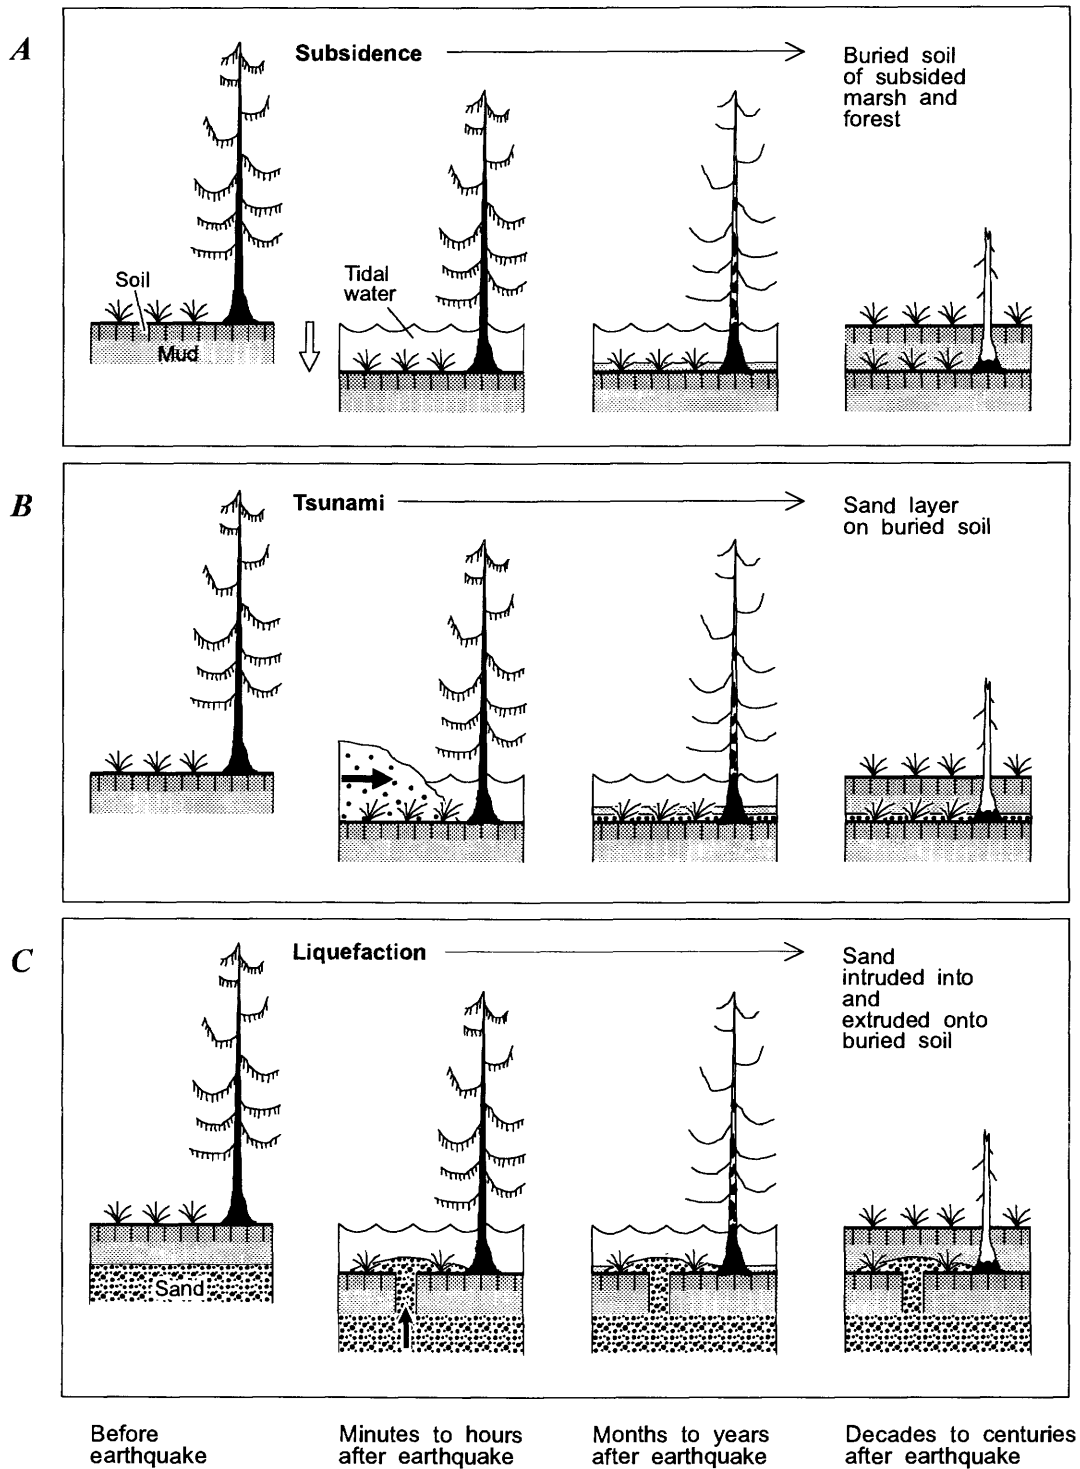 A
Subsidence
Buried soil
of subsided
marsh and
forest
Soil
Mud
Tidal
water
B
Tsunami
Sand layer
on buried soil
C
Liquefaction
Sand
intruded into
and
extruded onto
buried soil
Sand
Before
earthquake
Minutes to hours
after earthquake
Months to years
after earthquake
Decades to centuries
after earthquake